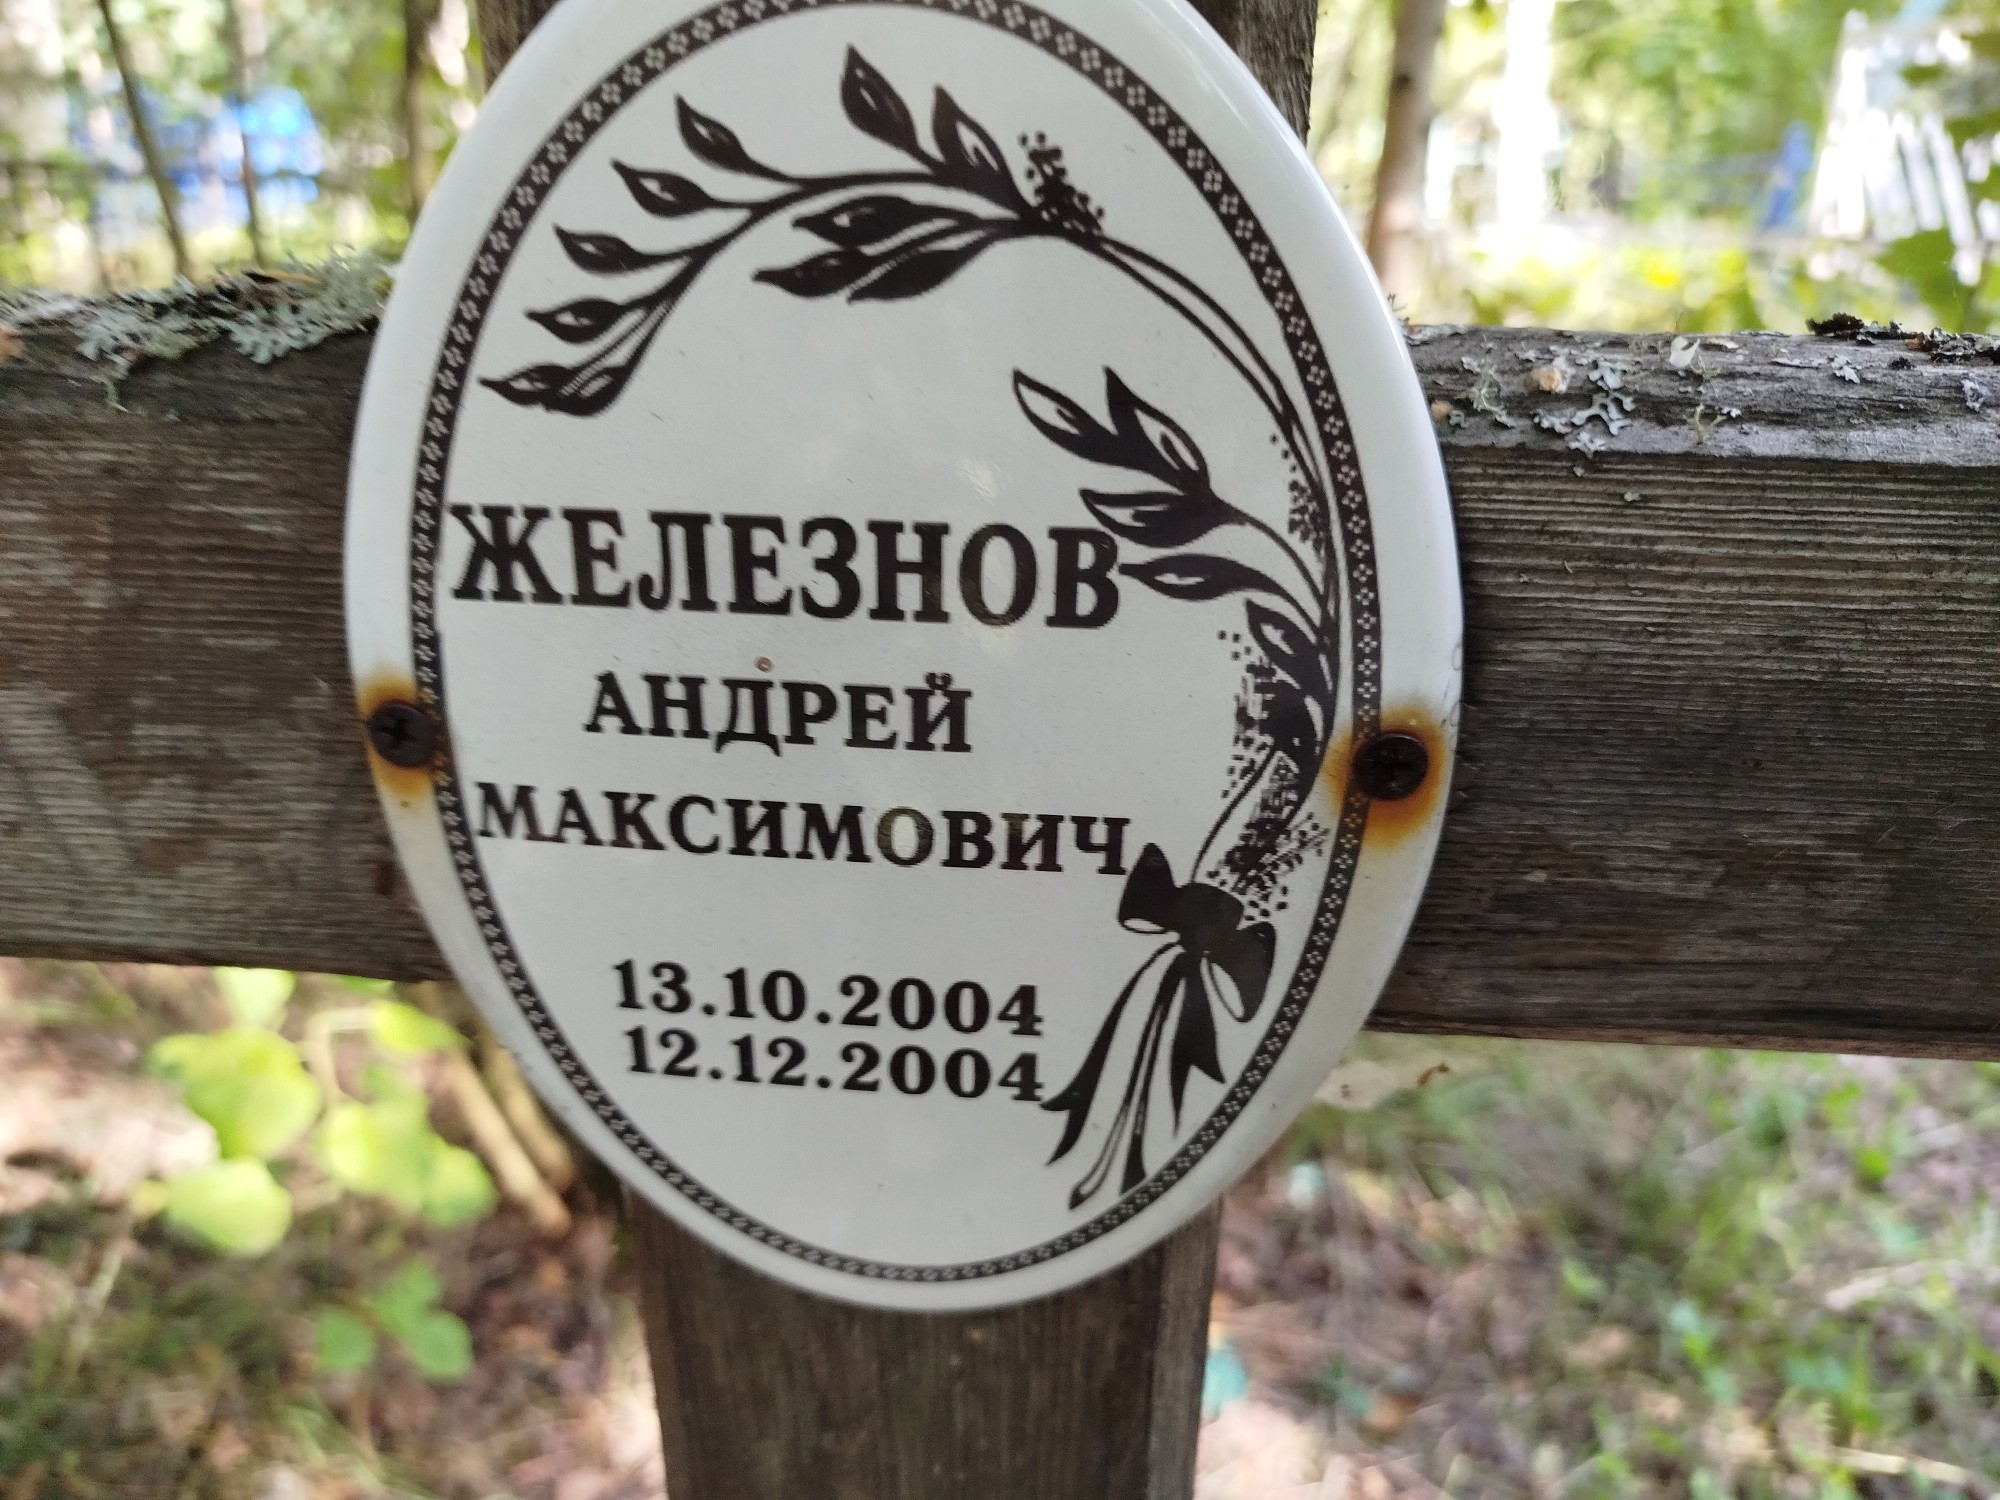 ЖЕЛЕЗНОВ
АНДРЕЙ
МАКСИМОВИЧ
13.10.2004
12.12.2004